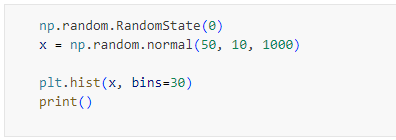 np.random.RandomState(0)
x = np.random.normal(50, 10, 1000)
plt.hist(x, bins=30)
print()